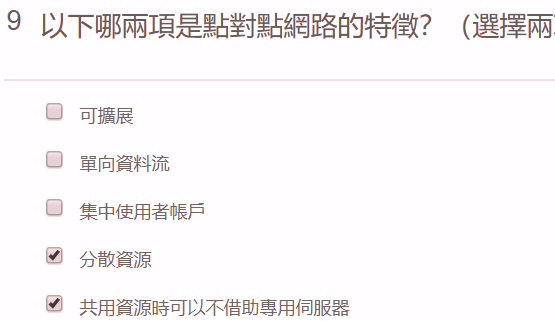 9 以下哪兩項是點對點網路的特徵？（選擇兩
可擴展
單向資料流
集中使用者帳戶
分散資源
共用資源時可以不借助專用伺服器